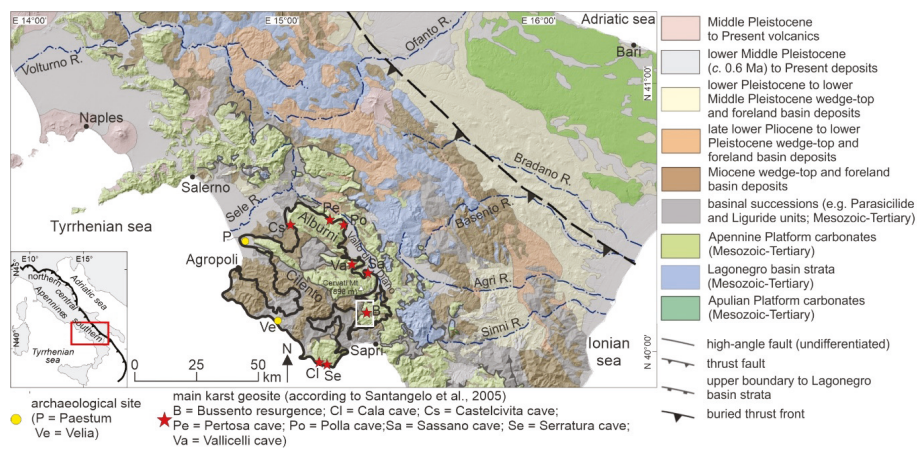 E 14°00'
E 15°00'
E 16°00'
Adriatic sea
Bari
Ofanto R.
Volturno R.
N 41°00'
Naples
Bradano R.
Salerno
Sele R.
Pe
Po
Alburni
Cs
Basento R.
Tyrrhenian sea
P
Agropoli
Va
Sa
Agri R.
Cilento
Cervati Mt
B
Ve
Sinni R.
Sapri
Ionian
sea
N 40°00'
Cl
Se
0
25
50
km
N
E10°
E15°
N45°
N40°
Adriatic sea
northern
central
southern
Apennines
Tyrrhenian
sea
Middle Pleistocene
to Present volcanics
lower Middle Pleistocene
(c. 0.6 Ma) to Present deposits
lower Pleistocene to lower
Middle Pleistocene wedge-top
and foreland basin deposits
late lower Pliocene to lower
Pleistocene wedge-top and
foreland basin deposits
Miocene wedge-top and foreland
basin deposits
basinal successions (e.g. Parasicilide
and Liguride units; Mesozoic-Tertiary)
Apennine Platform carbonates
(Mesozoic-Tertiary)
Lagonegro basin strata
(Mesozoic-Tertiary)
Apulian Platform carbonates
(Mesozoic-Tertiary)
high-angle fault (undifferentiated)
thrust fault
upper boundary to Lagonegro
basin strata
buried thrust front
archaeological site
(P = Paestum
Ve = Velia)
main karst geosite (according to Santangelo et al., 2005)
B = Bussento resurgence; Cl = Cala cave; Cs = Castelcivita cave;
Pe = Pertosa cave; Po = Polla cave;Sa = Sassano cave; Se = Serratura cave;
Va = Vallicelli cave)